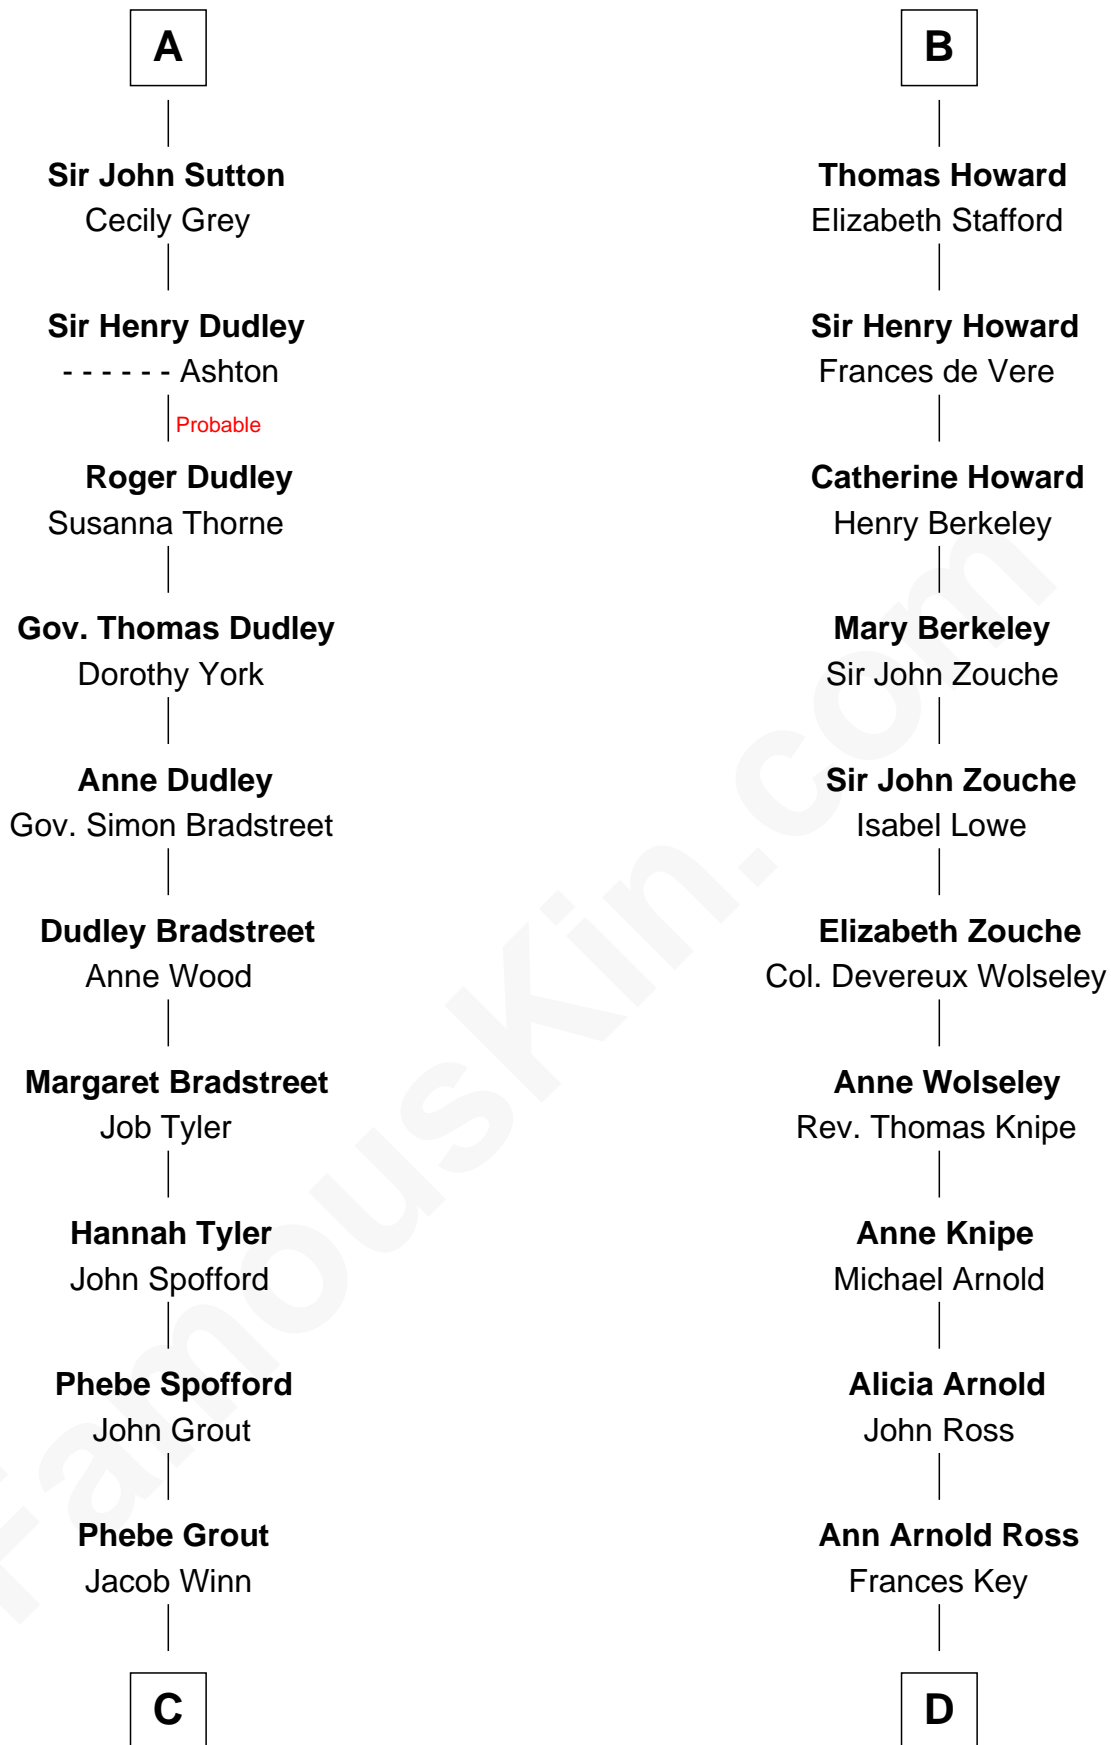 A
Sir John Sutton
Cecily Grey
Sir Henry Dudley
- - - - - - Ashton
Probable
Roger Dudley
Susanna Thorne
Gov. Thomas Dudley
Dorothy York
Anne Dudley
Gov. Simon Bradstreet
Dudley Bradstreet
Anne Wood
Margaret Bradstreet
Job Tyler
Hannah Tyler
John Spofford
Phebe Spofford
John Grout
Phebe Grout
Jacob Winn
C
B
Thomas Howard
Elizabeth Stafford
Sir Henry Howard
Frances de Vere
Catherine Howard
Henry Berkeley
Mary Berkeley
Sir John Zouche
Sir John Zouche
Isabel Lowe
Elizabeth Zouche
Col. Devereux Wolseley
Anne Wolseley
Rev. Thomas Knipe
Anne Knipe
Michael Arnold
Alicia Arnold
John Ross
Ann Arnold Ross
Frances Key
D
FamousKin.com